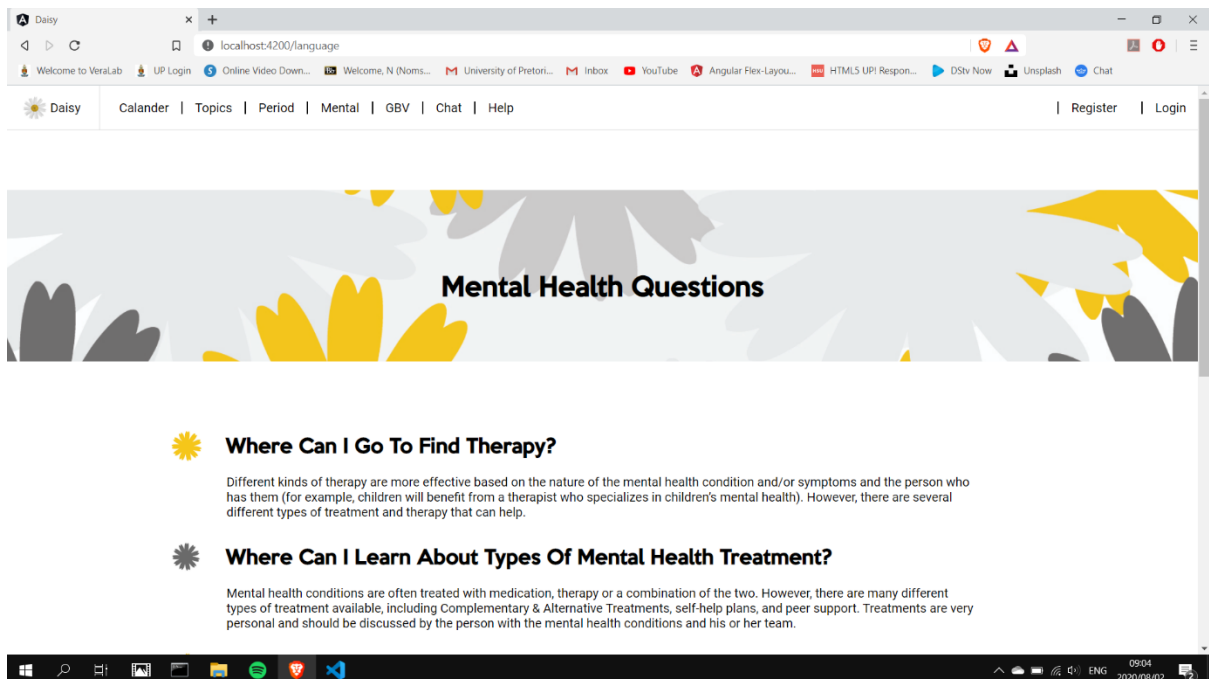 Daisy
localhost:4200/language
Welcome to VeraLab UP Login Online Video Down... Welcome, N (Noms... University of Pretori... Inbox YouTube Angular Flex-Layou... HTML5 UP! Respon... DStv Now Unsplash Chat
Daisy Calander | Topics | Period | Mental | GBV | Chat | Help | Register | Login
Mental Health Questions
Where Can I Go To Find Therapy?
Different kinds of therapy are more effective based on the nature of the mental health condition and/or symptoms and the person who
has them (for example, children will benefit from a therapist who specializes in children’s mental health). However, there are several
different types of treatment and therapy that can help.
Where Can I Learn About Types Of Mental Health Treatment?
Mental health conditions are often treated with medication, therapy or a combination of the two. However, there are many different
types of treatment available, including Complementary & Alternative Treatments, self-help plans, and peer support. Treatments are very
personal and should be discussed by the person with the mental health conditions and his or her team.
ENG 09:04
2020/08/02